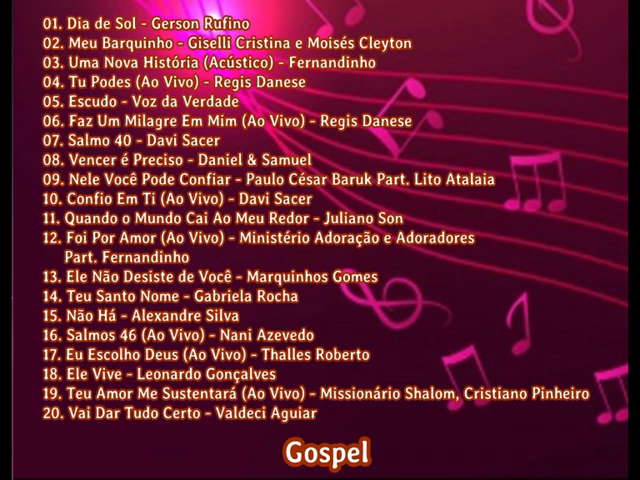 01. Dia de Sol - Gerson Rufino
02. Meu Barquinho - Giselli Cristina e Moisés Cleyton
03. Uma Nova História (Acústico) - Fernandinho
04. Tu Podes (Ao Vivo) - Regis Danese
05. Escudo - Voz da Verdade
06. Faz Um Milagre Em Mim (Ao Vivo) - Regis Danese
07. Salmo 40 - Davi Sacer
08. Vencer é Preciso - Daniel & Samuel
09. Nele Você Pode Confiar - Paulo César Baruk Part. Lito Atalaia
10. Confio Em Ti (Ao Vivo) - Davi Sacer
11. Quando o Mundo Cai Ao Meu Redor - Juliano Son
12. Foi Por Amor (Ao Vivo) - Ministério Adoração e Adoradores
Part. Fernandinho
13. Ele Não Desiste de Você - Marquinhos Gomes
14. Teu Santo Nome - Gabriela Rocha
15. Não Há - Alexandre Silva
16. Salmos 46 (Ao Vivo) - Nani Azevedo
17. Eu Escolho Deus (Ao Vivo) - Thalles Roberto
18. Ele Vive - Leonardo Gonçalves
19. Teu Amor Me Sustentará (Ao Vivo) - Missionário Shalom, Cristiano Pinheiro
20. Vai Dar Tudo Certo - Valdeci Aguiar
Gospel